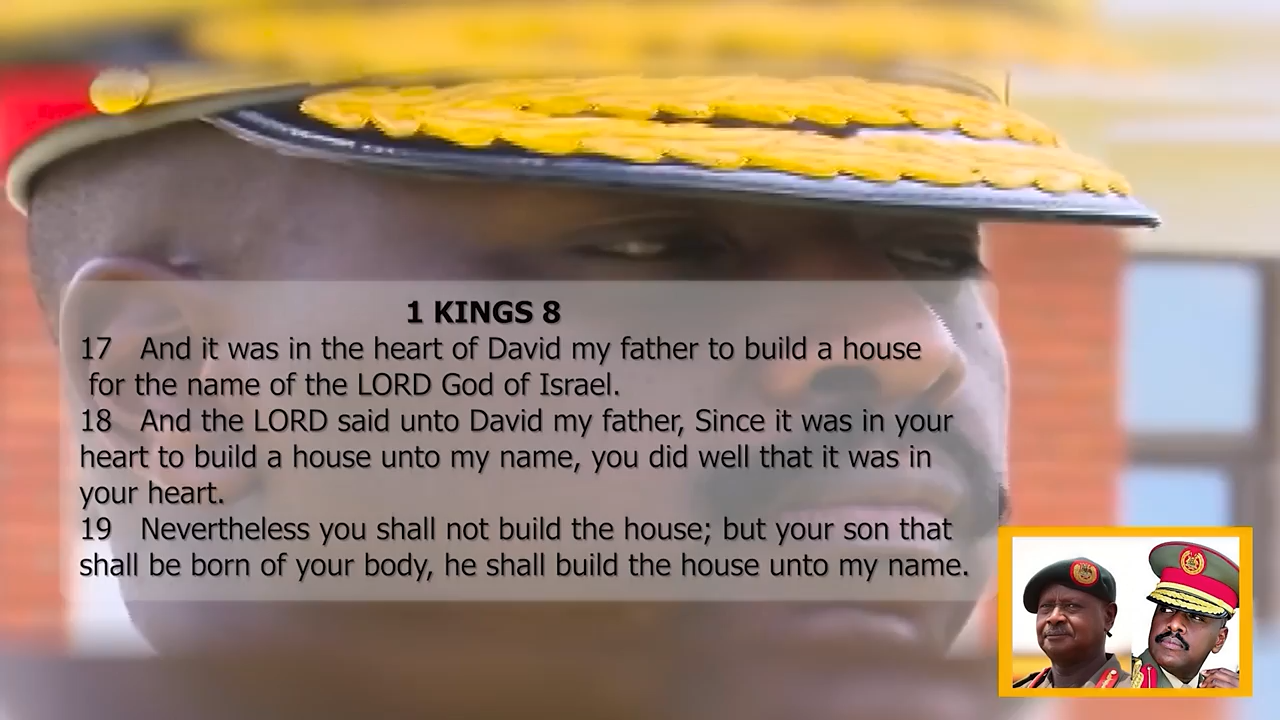 1 KINGS 8
17 And it was in the heart of David my father to build a house
for the name of the LORD God of Israel.
18 And the LORD said unto David my father, Since it was in your
heart to build a house unto my name, you did well that it was in
your heart.
19 Nevertheless you shall not build the house; but your son that
shall be born of your body, he shall build the house unto my name.